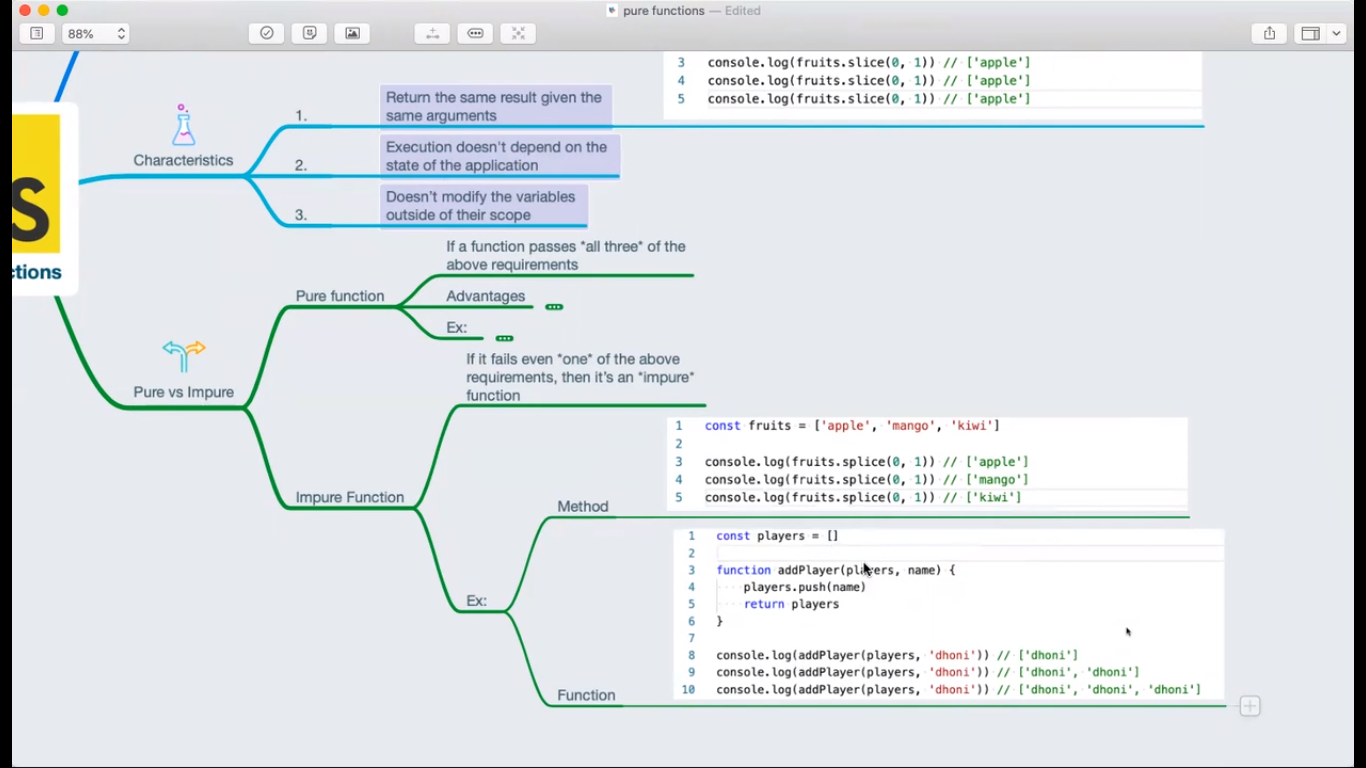 pure functions — Edited
88%
3 console.log(fruits.slice(0, 1)) // ['apple']
4 console.log(fruits.slice(0, 1)) // ['apple']
5 console.log(fruits.slice(0, 1)) // ['apple']
Characteristics
1.
Return the same result given the
same arguments
2.
Execution doesn't depend on the
state of the application
3.
Doesn't modify the variables
outside of their scope
S
ctions
Pure vs Impure
Pure function
If a function passes *all three* of the
above requirements
Advantages
Ex:
Impure Function
If it fails even *one* of the above
requirements, then it's an *impure*
function
Ex:
Method
1 const fruits = ['apple', 'mango', 'kiwi']
2
3 console.log(fruits.splice(0, 1)) // ['apple']
4 console.log(fruits.splice(0, 1)) // ['mango']
5 console.log(fruits.splice(0, 1)) // ['kiwi']
Function
1 const players = []
2
3 function addPlayer(players, name) {
4 players.push(name)
5 return players
6 }
7
8 console.log(addPlayer(players, 'dhoni')) // ['dhoni']
9 console.log(addPlayer(players, 'dhoni')) // ['dhoni', 'dhoni']
10 console.log(addPlayer(players, 'dhoni')) // ['dhoni', 'dhoni', 'dhoni']